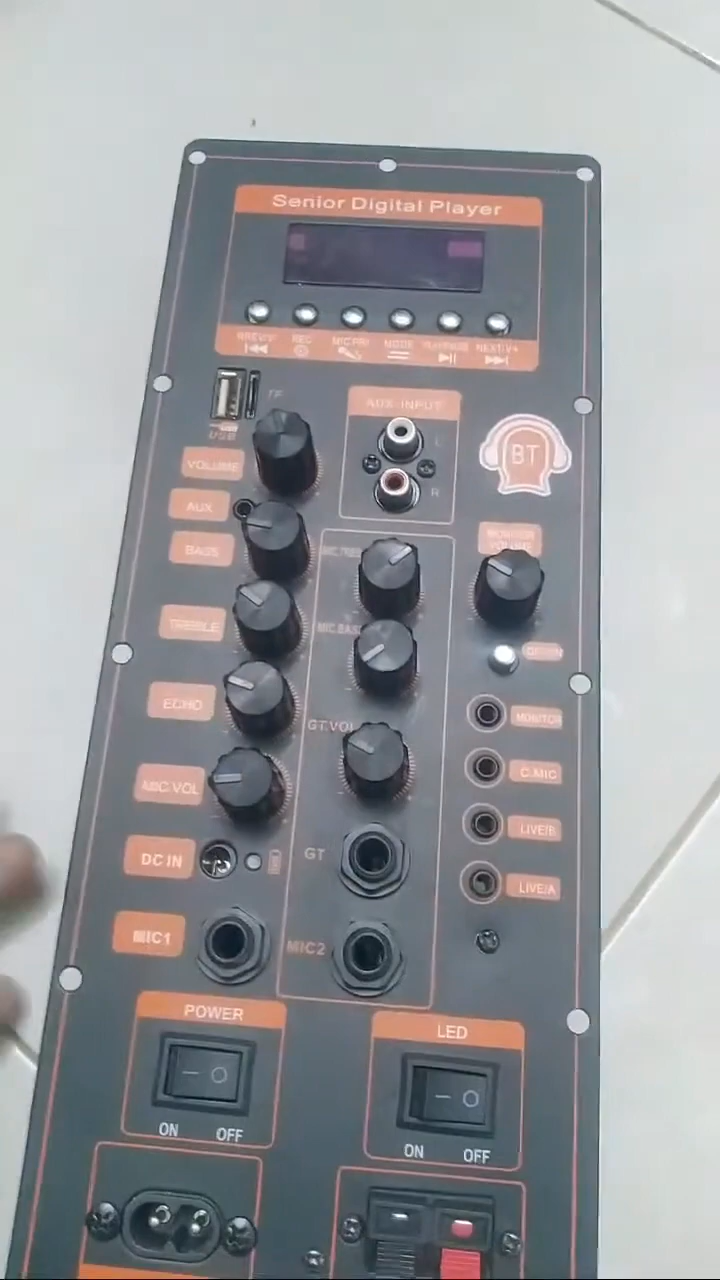 Senior Digital Player
REC
MIC.PRI
MODE
TF
USB
AUX INPUT
L
R
BT
VOLUME
AUX
BASS
TREBLE
ECHO
MIC.VOL
MIC.BASS
GT.VOL
MONITOR
VOLUME
MONITOR
C.MIC
LIVE/B
LIVE/A
DC IN
GT
MIC1
MIC2
POWER
ON OFF
LED
ON OFF